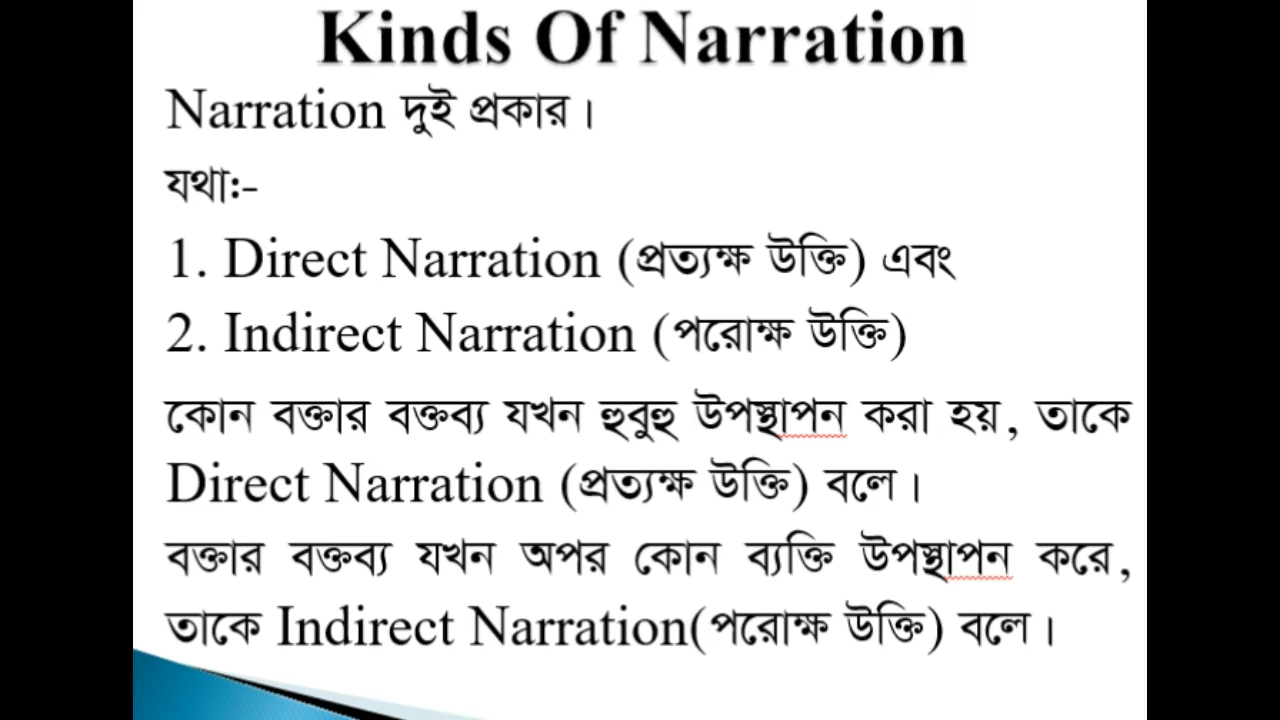 Kinds Of Narration
Narration দুই প্রকার।
যথাঃ-
1. Direct Narration (প্রত্যক্ষ উক্তি) এবং
2. Indirect Narration (পরোক্ষ উক্তি)
কোন বক্তার বক্তব্য যখন হুবুহু উপস্থাপন করা হয়, তাকে
Direct Narration (প্রত্যক্ষ উক্তি) বলে।
বক্তার বক্তব্য যখন অপর কোন ব্যক্তি উপস্থাপন করে,
তাকে Indirect Narration(পরোক্ষ উক্তি) বলে।